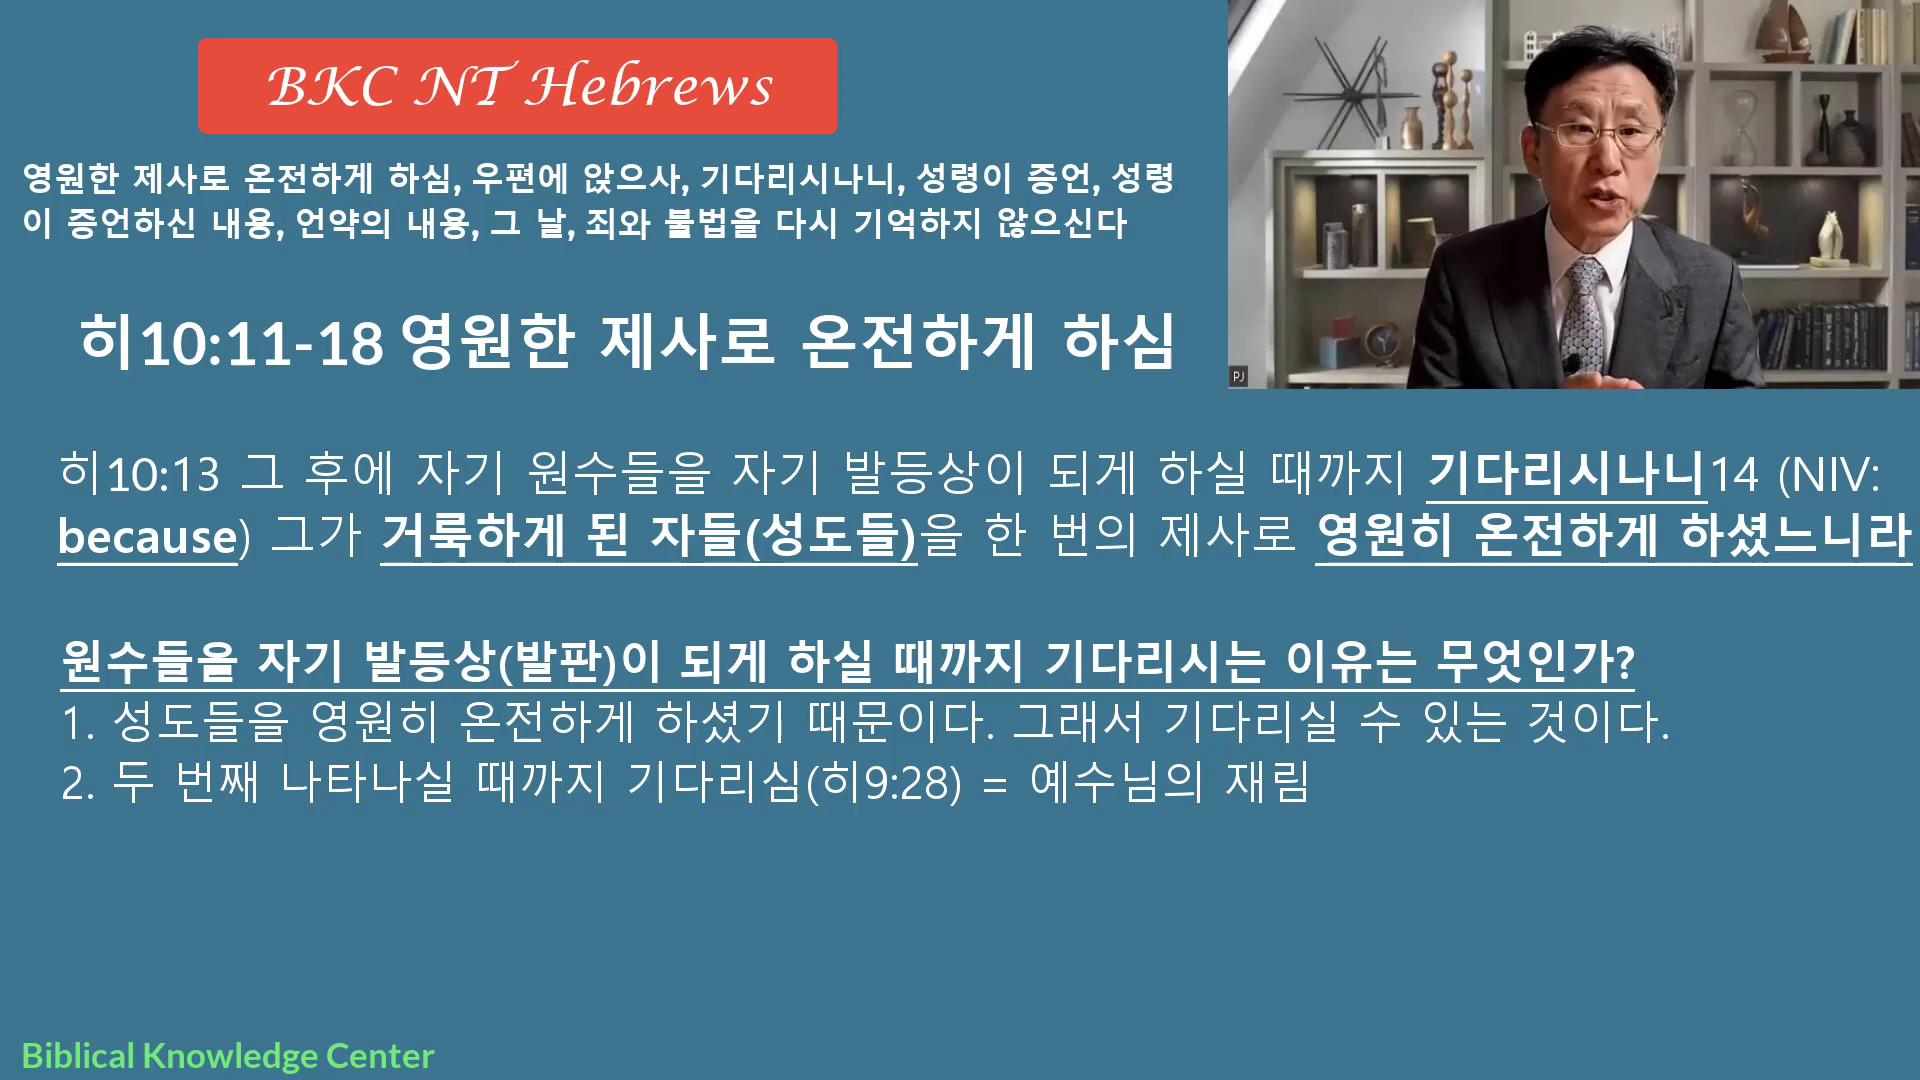 BKC NT Hebrews
영원한 제사로 온전하게 하심, 우편에 앉으사, 기다리시나니, 성령이 증언, 성령
이 증언하신 내용, 언약의 내용, 그 날, 죄와 불법을 다시 기억하지 않으신다
히10:11-18 영원한 제사로 온전하게 하심
PJ
히10:13 그 후에 자기 원수들을 자기 발등상이 되게 하실 때까지 기다리시나니14 (NIV:
because) 그가 거룩하게 된 자들(성도들)을 한 번의 제사로 영원히 온전하게 하셨느니라
원수들을 자기 발등상(발판)이 되게 하실 때까지 기다리시는 이유는 무엇인가?
1. 성도들을 영원히 온전하게 하셨기 때문이다. 그래서 기다리실 수 있는 것이다.
2. 두 번째 나타나실 때까지 기다리심(히9:28) = 예수님의 재림
Biblical Knowledge Center